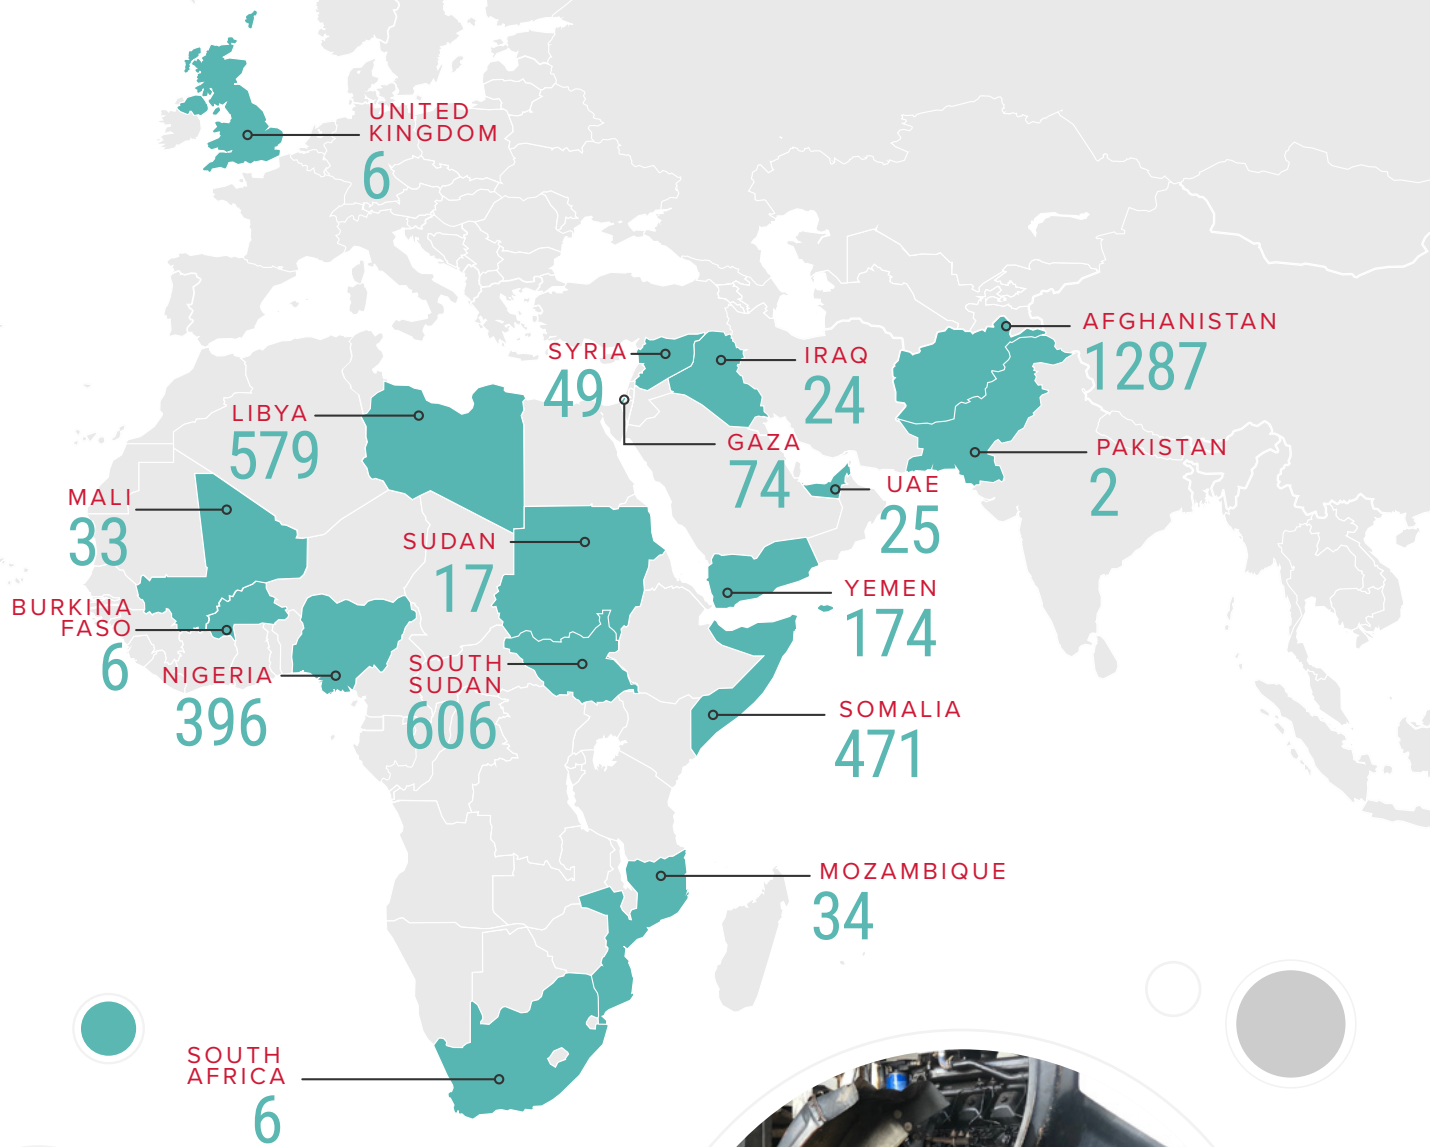 UNITED
KINGDOM
6
AFGHANISTAN
1287
SYRIA
49
IRAQ
24
LIBYA
579
GAZA
74
PAKISTAN
2
MALI
33
UAE
25
SUDAN
17
YEMEN
174
BURKINA
FASO
6
NIGERIA
396
SOUTH
SUDAN
606
SOMALIA
471
MOZAMBIQUE
34
SOUTH
AFRICA
6